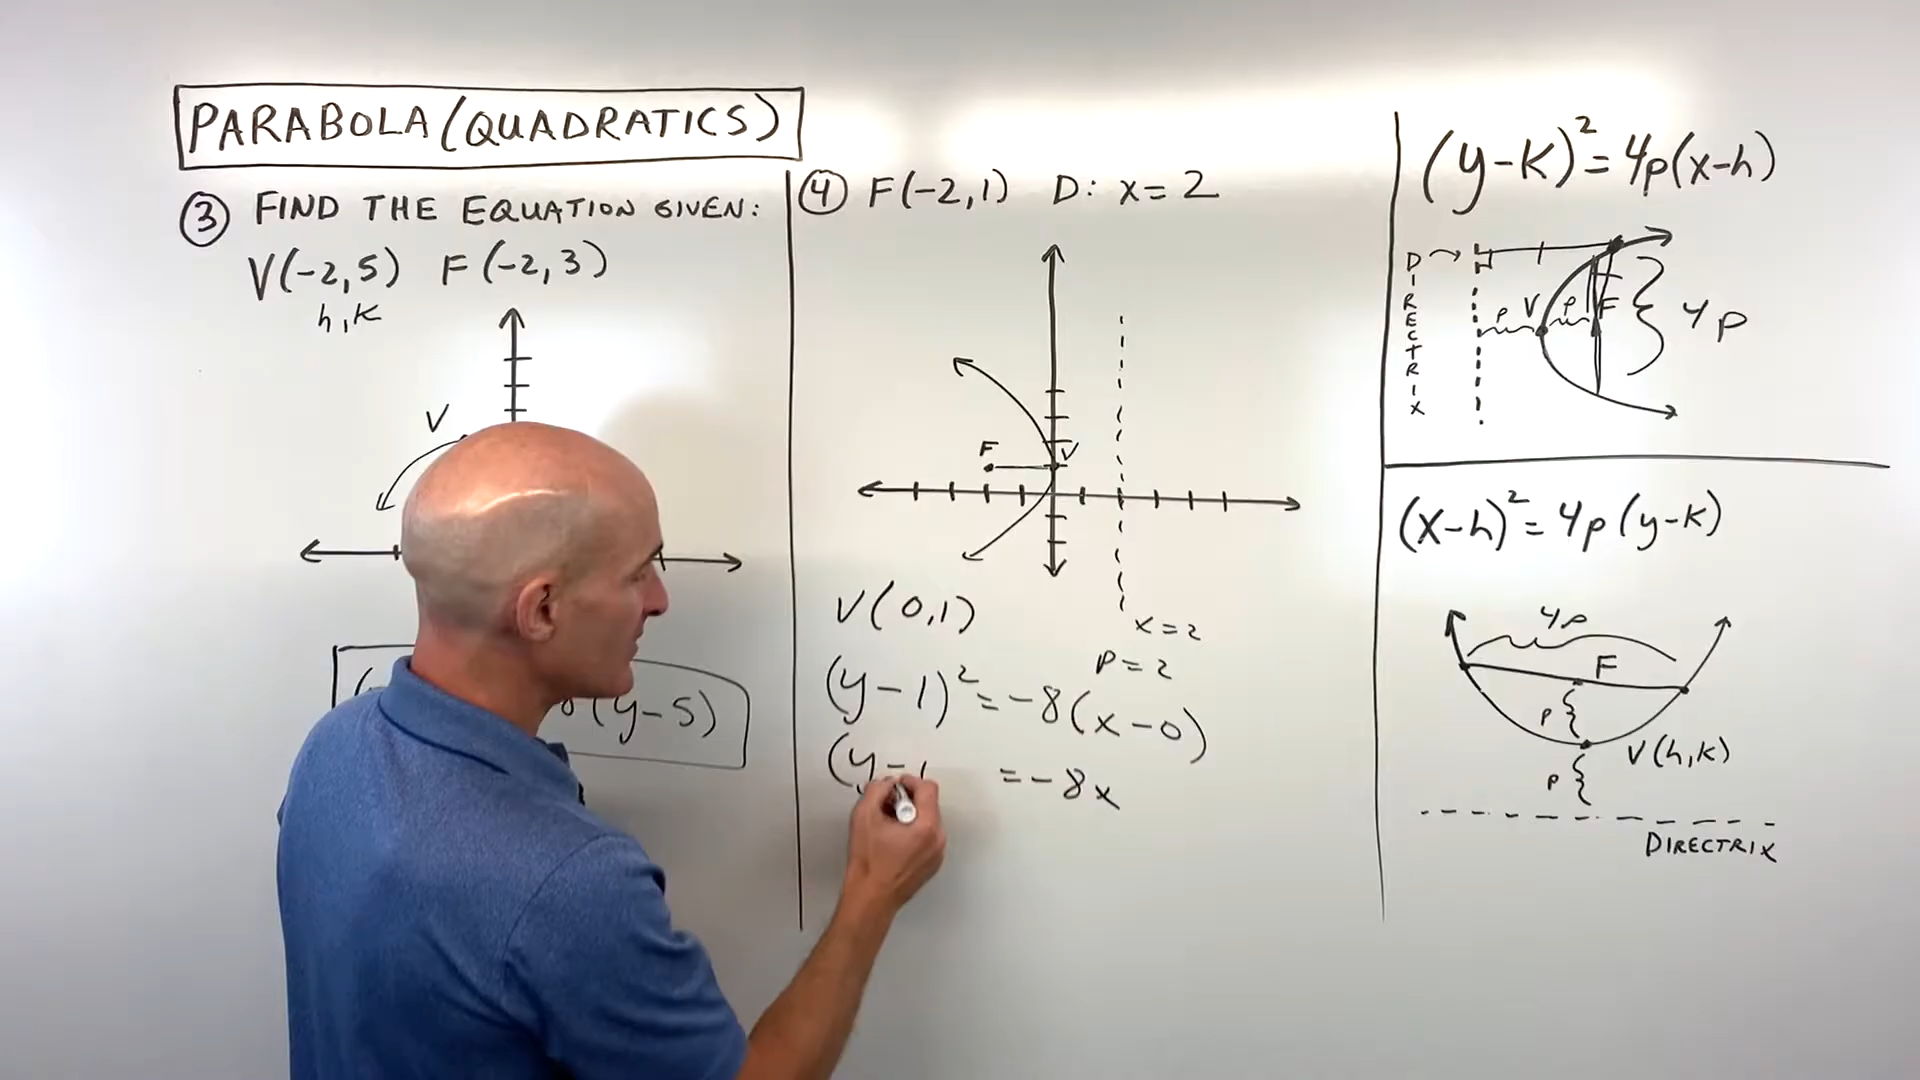 PARABOLA (QUADRATICS)
③ FIND THE EQUATION GIVEN:
V(-2,5) F(-2,3)
h,k
V
(y-5)
④ F(-2,1) D: x=2
F
V
x=2
V(0,1)
p=2
(y-1)²=-8(x-0)
(y-1 =-8x
(y-k)²=4p(x-h)
DIRECTRIX
p V p F
4p
(x-h)²=4p(y-k)
4p
F
p
V(h,k)
p
DIRECTRIX